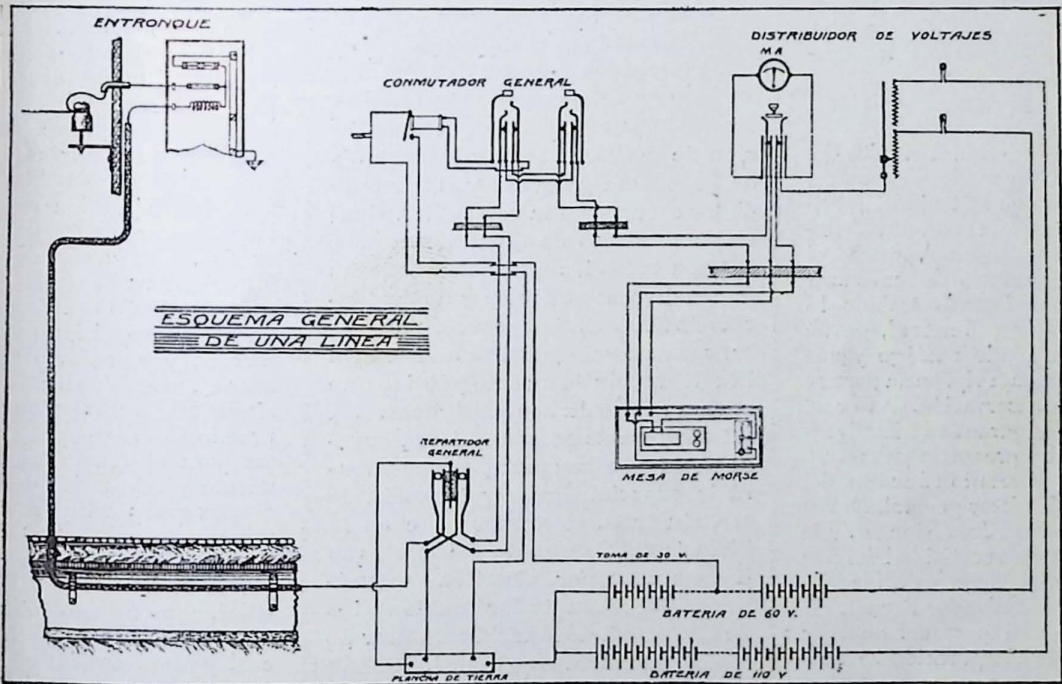 ENTRONQUE
DISTRIBUIDOR DE VOLTAJES
M A
CONMUTADOR GENERAL
ESQUEMA GENERAL
DE UNA LINEA
REPARTIDOR
GENERAL
MESA DE MORSE
TOMA DE 30 V.
BATERIA DE 60 V.
PLANCHA DE TIERRA
BATERIA DE 110 V